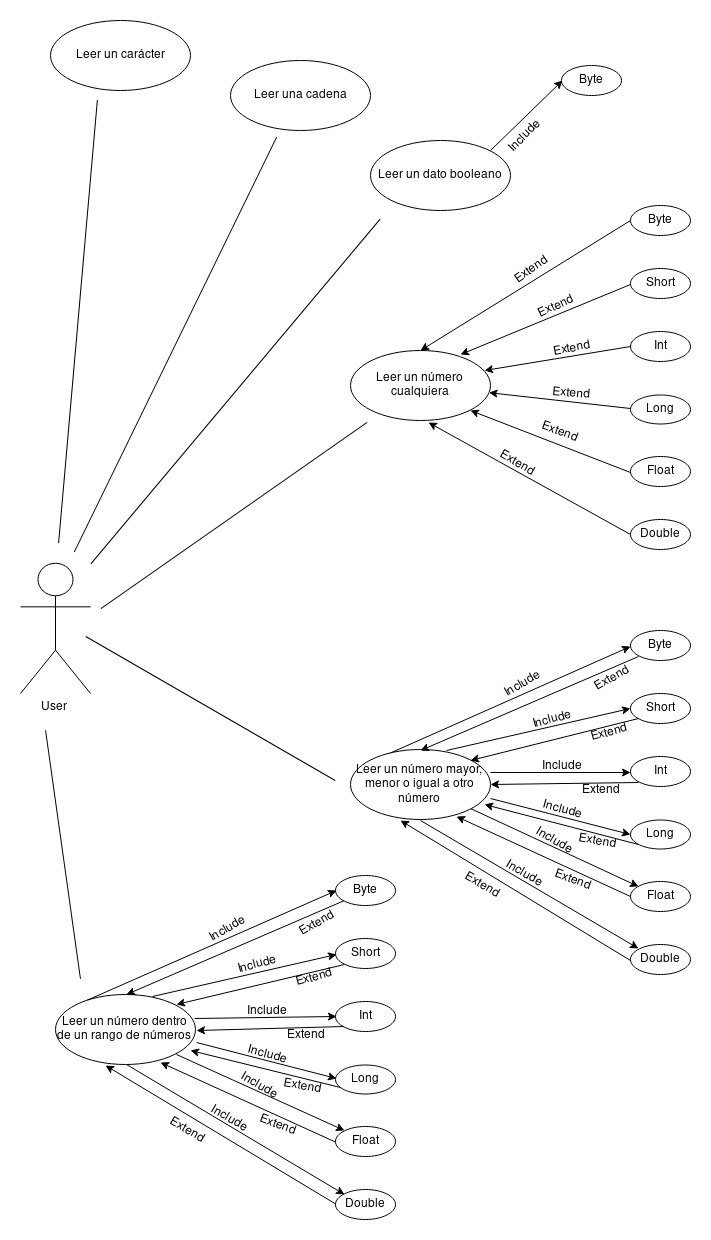 Leer un carácter
Leer una cadena
Byte
Include
Leer un dato booleano
Byte
Extend
Short
Extend
Int
Extend
Leer un número
cualquiera
Extend
Long
Extend
Float
Extend
Double
User
Byte
Include
Extend
Short
Include
Extend
Leer un número mayor,
menor o igual a otro
número
Include
Int
Extend
Include
Extend
Long
Include
Extend
Float
Include
Extend
Double
Byte
Include
Extend
Short
Include
Extend
Leer un número dentro
de un rango de números
Include
Int
Extend
Include
Extend
Long
Include
Extend
Float
Include
Extend
Double